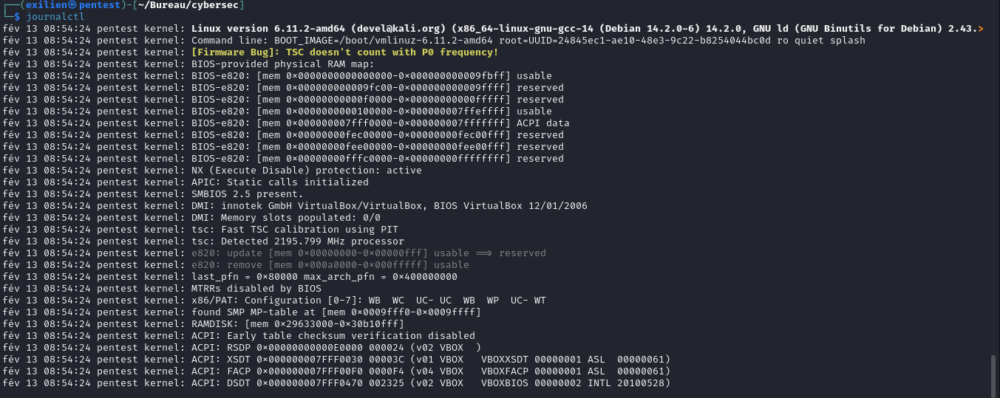 ┌──(exilien㉿pentest)-[~/Bureau/cybersec]
└─$ journalctl
fév 13 08:54:24 pentest kernel: Linux version 6.11.2-amd64 (devel@kali.org) (x86_64-linux-gnu-gcc-14 (Debian 14.2.0-6) 14.2.0, GNU ld (GNU Binutils for Debian) 2.43.>
fév 13 08:54:24 pentest kernel: Command line: BOOT_IMAGE=/boot/vmlinuz-6.11.2-amd64 root=UUID=24845ec1-ae10-48e3-9c22-b8254044bc0d ro quiet splash
fév 13 08:54:24 pentest kernel: [Firmware Bug]: TSC doesn't count with P0 frequency!
fév 13 08:54:24 pentest kernel: BIOS-provided physical RAM map:
fév 13 08:54:24 pentest kernel: BIOS-e820: [mem 0x0000000000000000-0x000000000009fbff] usable
fév 13 08:54:24 pentest kernel: BIOS-e820: [mem 0x000000000009fc00-0x000000000009ffff] reserved
fév 13 08:54:24 pentest kernel: BIOS-e820: [mem 0x00000000000f0000-0x00000000000fffff] reserved
fév 13 08:54:24 pentest kernel: BIOS-e820: [mem 0x0000000000100000-0x000000007ffeffff] usable
fév 13 08:54:24 pentest kernel: BIOS-e820: [mem 0x000000007fff0000-0x000000007fffffff] ACPI data
fév 13 08:54:24 pentest kernel: BIOS-e820: [mem 0x00000000fec00000-0x00000000fec00fff] reserved
fév 13 08:54:24 pentest kernel: BIOS-e820: [mem 0x00000000fee00000-0x00000000fee00fff] reserved
fév 13 08:54:24 pentest kernel: BIOS-e820: [mem 0x00000000fffc0000-0x00000000ffffffff] reserved
fév 13 08:54:24 pentest kernel: NX (Execute Disable) protection: active
fév 13 08:54:24 pentest kernel: APIC: Static calls initialized
fév 13 08:54:24 pentest kernel: SMBIOS 2.5 present.
fév 13 08:54:24 pentest kernel: DMI: innotek GmbH VirtualBox/VirtualBox, BIOS VirtualBox 12/01/2006
fév 13 08:54:24 pentest kernel: DMI: Memory slots populated: 0/0
fév 13 08:54:24 pentest kernel: tsc: Fast TSC calibration using PIT
fév 13 08:54:24 pentest kernel: tsc: Detected 2195.799 MHz processor
fév 13 08:54:24 pentest kernel: e820: update [mem 0x00000000-0x00000fff] usable ==> reserved
fév 13 08:54:24 pentest kernel: e820: remove [mem 0x000a0000-0x000fffff] usable
fév 13 08:54:24 pentest kernel: last_pfn = 0x80000 max_arch_pfn = 0x400000000
fév 13 08:54:24 pentest kernel: MTRRs disabled by BIOS
fév 13 08:54:24 pentest kernel: x86/PAT: Configuration [0-7]: WB  WC  UC- UC  WB  WP  UC- WT
fév 13 08:54:24 pentest kernel: found SMP MP-table at [mem 0x0009fff0-0x0009ffff]
fév 13 08:54:24 pentest kernel: RAMDISK: [mem 0x29633000-0x30b10fff]
fév 13 08:54:24 pentest kernel: ACPI: Early table checksum verification disabled
fév 13 08:54:24 pentest kernel: ACPI: RSDP 0x00000000000E0000 000024 (v02 VBOX  )
fév 13 08:54:24 pentest kernel: ACPI: XSDT 0x000000007FFF0030 00003C (v01 VBOX   VBOXXSDT 00000001 ASL  00000061)
fév 13 08:54:24 pentest kernel: ACPI: FACP 0x000000007FFF00F0 0000F4 (v04 VBOX   VBOXFACP 00000001 ASL  00000061)
fév 13 08:54:24 pentest kernel: ACPI: DSDT 0x000000007FFF0470 002325 (v02 VBOX   VBOXBIOS 00000002 INTL 20100528)